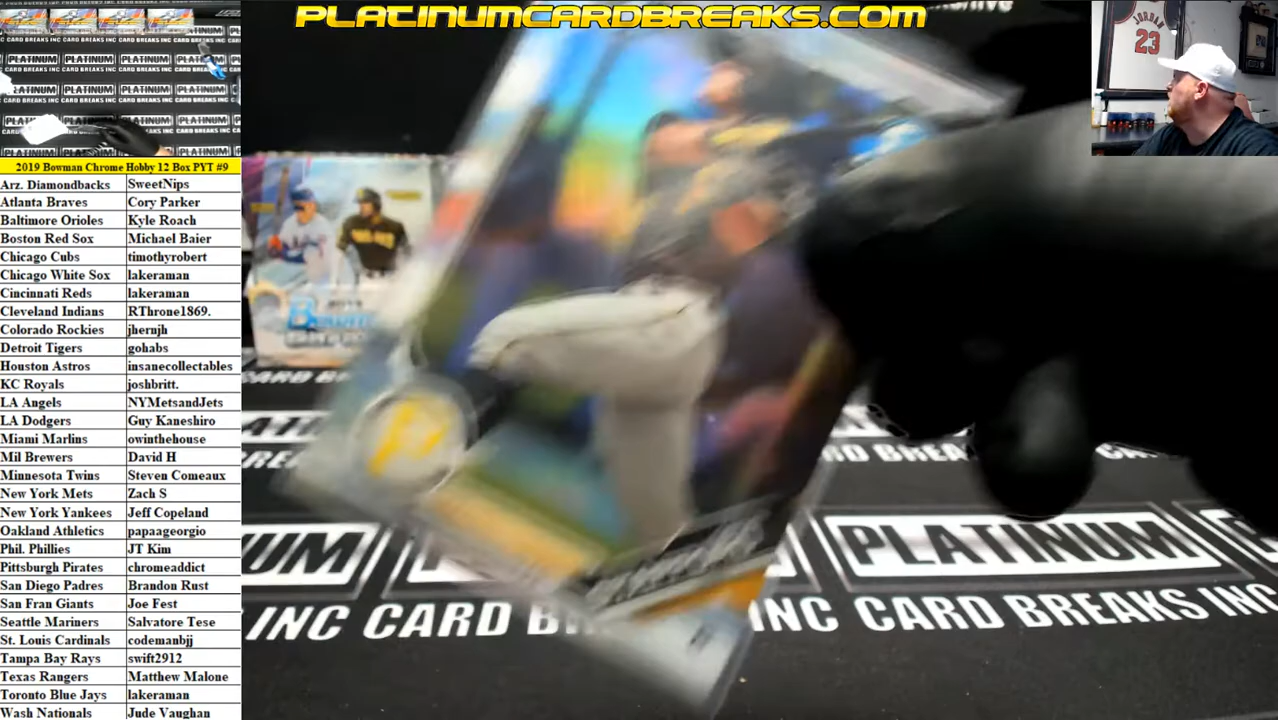 PLATINUMCARDBREAKS.COM
JORDAN
23
PLATINUM
CARD BREAKS INC
2019 Bowman Chrome Hobby 12 Box PYT #9
Arz. Diamondbacks SweetNips
Atlanta Braves Cory Parker
Baltimore Orioles Kyle Roach
Boston Red Sox Michael Baier
Chicago Cubs timothyrobert
Chicago White Sox lakeraman
Cincinnati Reds lakeraman
Cleveland Indians RThrone1869.
Colorado Rockies jhernjh
Detroit Tigers gohabs
Houston Astros insanecollectables
KC Royals joshbritt.
LA Angels NYMetsandJets
LA Dodgers Guy Kaneshiro
Miami Marlins owinthehouse
Mil Brewers David H
Minnesota Twins Steven Comeaux
New York Mets Zach S
New York Yankees Jeff Copeland
Oakland Athletics papaageorgio
Phil. Phillies JT Kim
Pittsburgh Pirates chromeaddict
San Diego Padres Brandon Rust
San Fran Giants Joe Fest
Seattle Mariners Salvatore Tese
St. Louis Cardinals codemanbjj
Tampa Bay Rays swift2912
Texas Rangers Matthew Malone
Toronto Blue Jays lakeraman
Wash Nationals Jude Vaughan
P
PLATINUM
INC CARD BREAKS INC